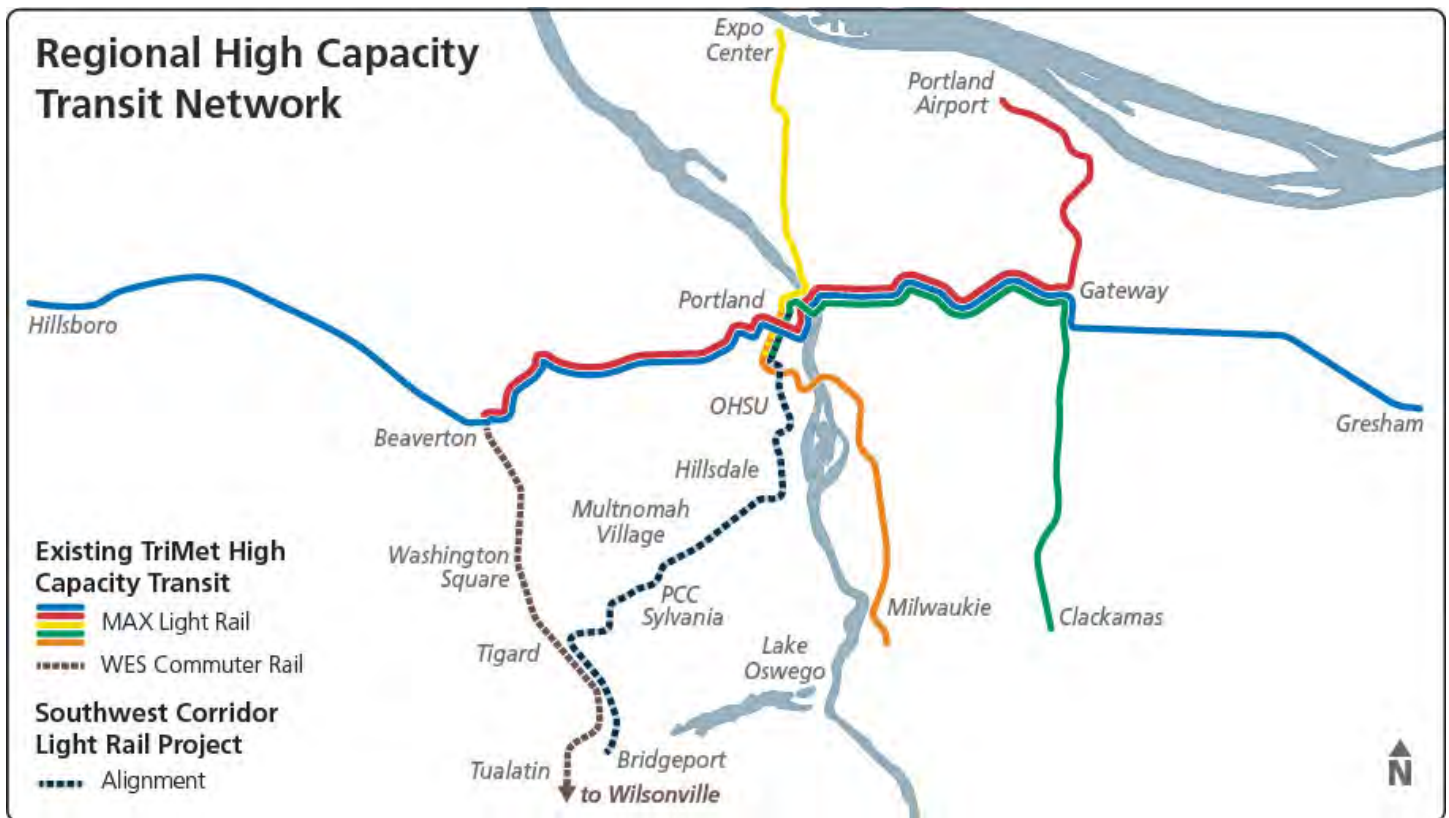 Regional High Capacity
Transit Network
Expo
Center
Portland
Airport
Portland
Gateway
Hillsboro
OHSU
Beaverton
Gresham
Hillsdale
Multnomah
Village
Washington
Square
PCC
Sylvania
Milwaukie
Clackamas
Tigard
Lake
Oswego
Tualatin
Bridgeport
to Wilsonville
Existing TriMet High
Capacity Transit
MAX Light Rail
WES Commuter Rail
Southwest Corridor
Light Rail Project
Alignment
N